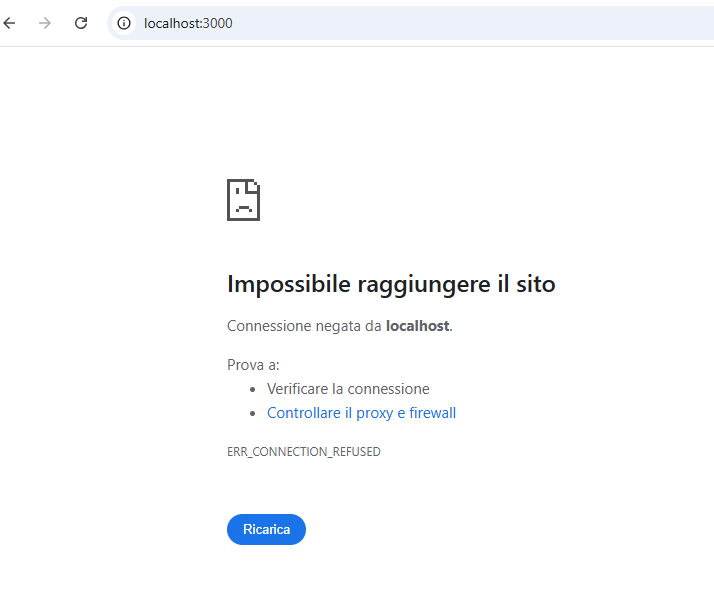 localhost:3000
Impossibile raggiungere il sito
Connessione negata da localhost.
Prova a:
Verificare la connessione
Controllare il proxy e firewall
ERR_CONNECTION_REFUSED
Ricarica